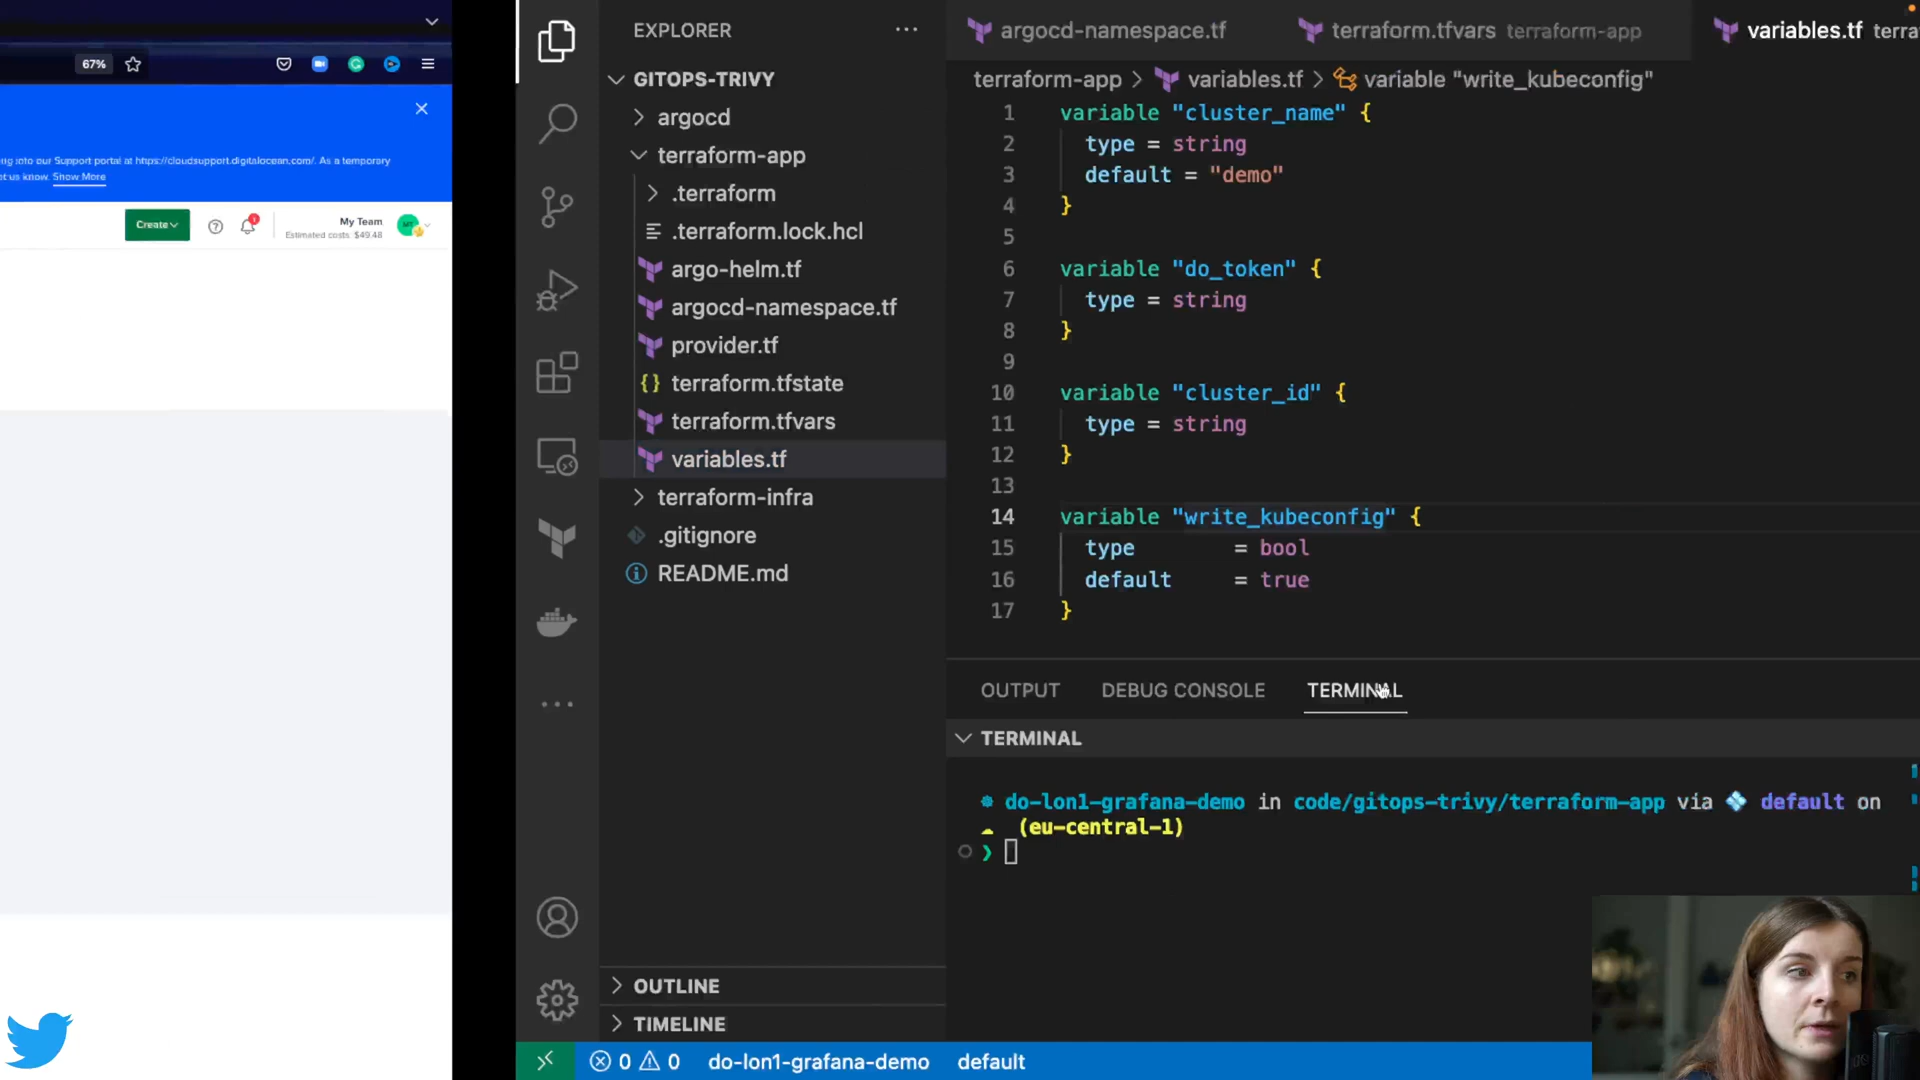 67%
ng into our Support portal at https://cloudsupport.digitalocean.com/. As a temporary
et us know. Show More
Create
My Team
Estimated costs $49.48
MT
EXPLORER
GITOPS-TRIVY
argocd
terraform-app
.terraform
.terraform.lock.hcl
argo-helm.tf
argocd-namespace.tf
provider.tf
{} terraform.tfstate
terraform.tfvars
variables.tf
terraform-infra
.gitignore
README.md
OUTLINE
TIMELINE
argocd-namespace.tf
terraform.tfvars terraform-app
variables.tf terra
terraform-app > variables.tf > variable "write_kubeconfig"
1 variable "cluster_name" {
2 type = string
3 default = "demo"
4 }
5
6 variable "do_token" {
7 type = string
8 }
9
10 variable "cluster_id" {
11 type = string
12 }
13
14 variable "write_kubeconfig" {
15 type = bool
16 default = true
17 }
OUTPUT DEBUG CONSOLE TERMINAL
TERMINAL
do-lon1-grafana-demo in code/gitops-trivy/terraform-app via default on
(eu-central-1)
❯
0 0 do-lon1-grafana-demo default